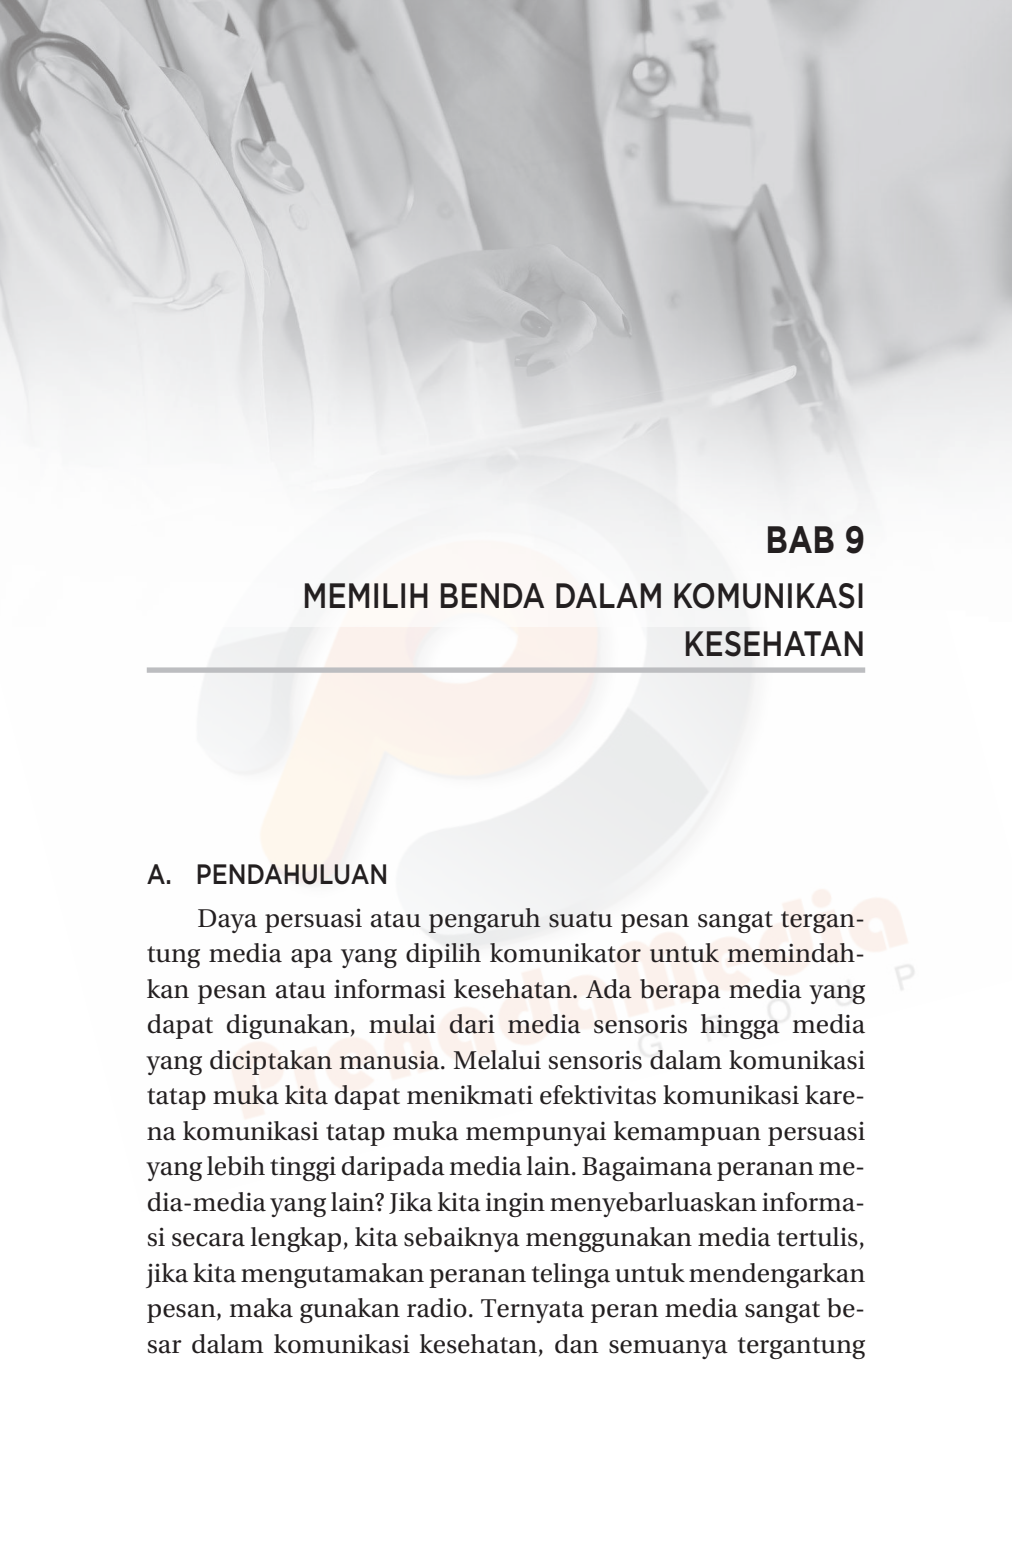 BAB 9
MEMILIH BENDA DALAM KOMUNIKASI
KESEHATAN
A. PENDAHULUAN
Daya persuasi atau pengaruh suatu pesan sangat tergan-
tung media apa yang dipilih komunikator untuk memindah-
kan pesan atau informasi kesehatan. Ada berapa media yang
dapat digunakan, mulai dari media sensoris hingga media
yang diciptakan manusia. Melalui sensoris dalam komunikasi
tatap muka kita dapat menikmati efektivitas komunikasi kare-
na komunikasi tatap muka mempunyai kemampuan persuasi
yang lebih tinggi daripada media lain. Bagaimana peranan me-
dia-media yang lain? Jika kita ingin menyebarluaskan informa-
si secara lengkap, kita sebaiknya menggunakan media tertulis,
jika kita mengutamakan peranan telinga untuk mendengarkan
pesan, maka gunakan radio. Ternyata peran media sangat be-
sar dalam komunikasi kesehatan, dan semuanya tergantung
PrenadaMedia
GROUP